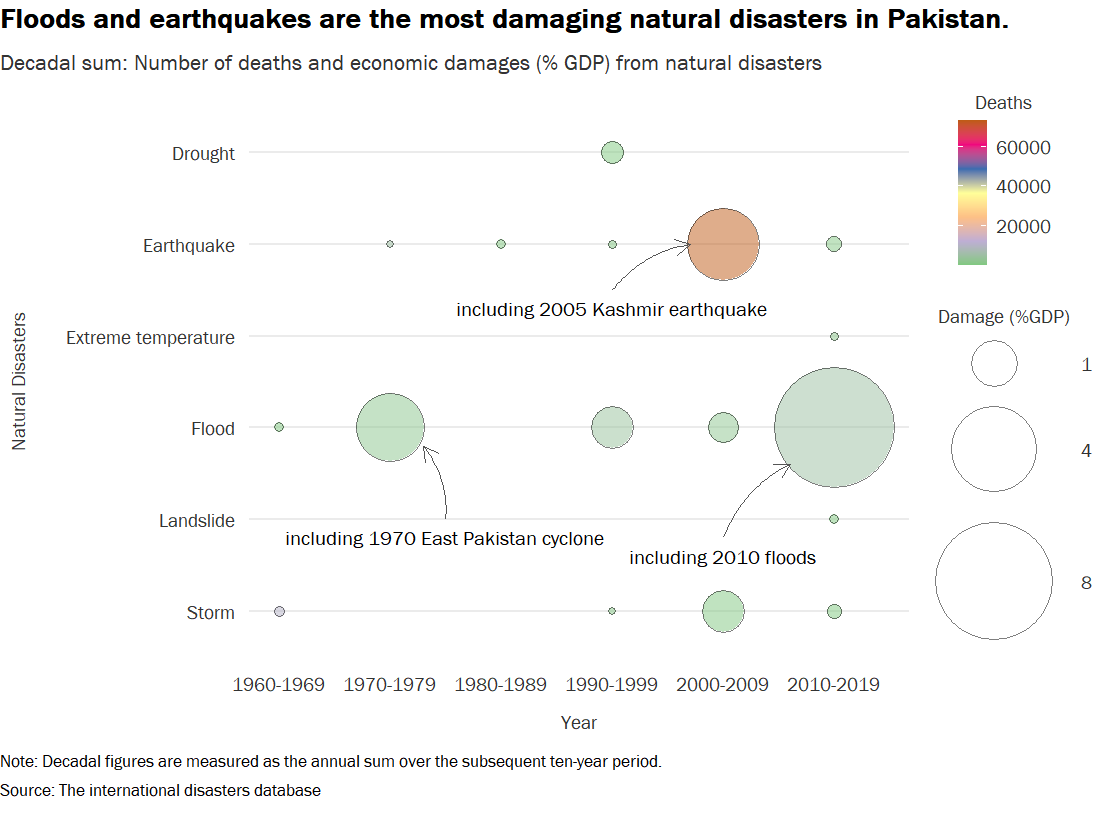 Floods and earthquakes are the most damaging natural disasters in Pakistan.
Decadal sum: Number of deaths and economic damages (% GDP) from natural disasters
Deaths
60000
40000
20000
Damage (%GDP)
1
4
8
Natural Disasters
Drought
Earthquake
including 2005 Kashmir earthquake
Extreme temperature
Flood
Landslide
including 1970 East Pakistan cyclone
including 2010 floods
Storm
1960-1969 1970-1979 1980-1989 1990-1999 2000-2009 2010-2019
Year
Note: Decadal figures are measured as the annual sum over the subsequent ten-year period.
Source: The international disasters database